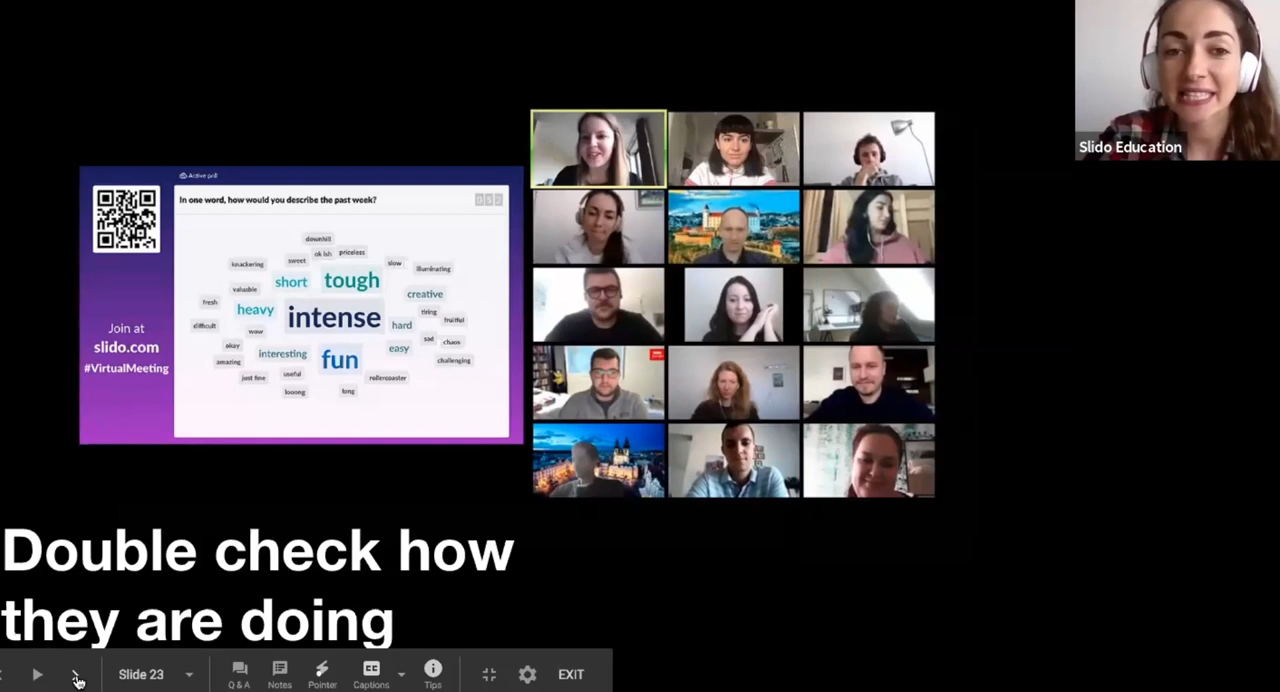 Slido Education
Active poll
In one word, how would you describe the past week?
052
downhill
ok ish
priceless
sweet
slow
knackering
illuminating
short
tough
valuable
creative
fresh
heavy
intense
tiring
fruitful
difficult
wow
hard
sad
chaos
okay
interesting
fun
easy
amazing
challenging
just fine
useful
rollercoaster
looong
long
Join at
slido.com
#VirtualMeeting
Double check how
they are doing
Slide 23
Q & A
Notes
Pointer
CC
Captions
Tips
EXIT